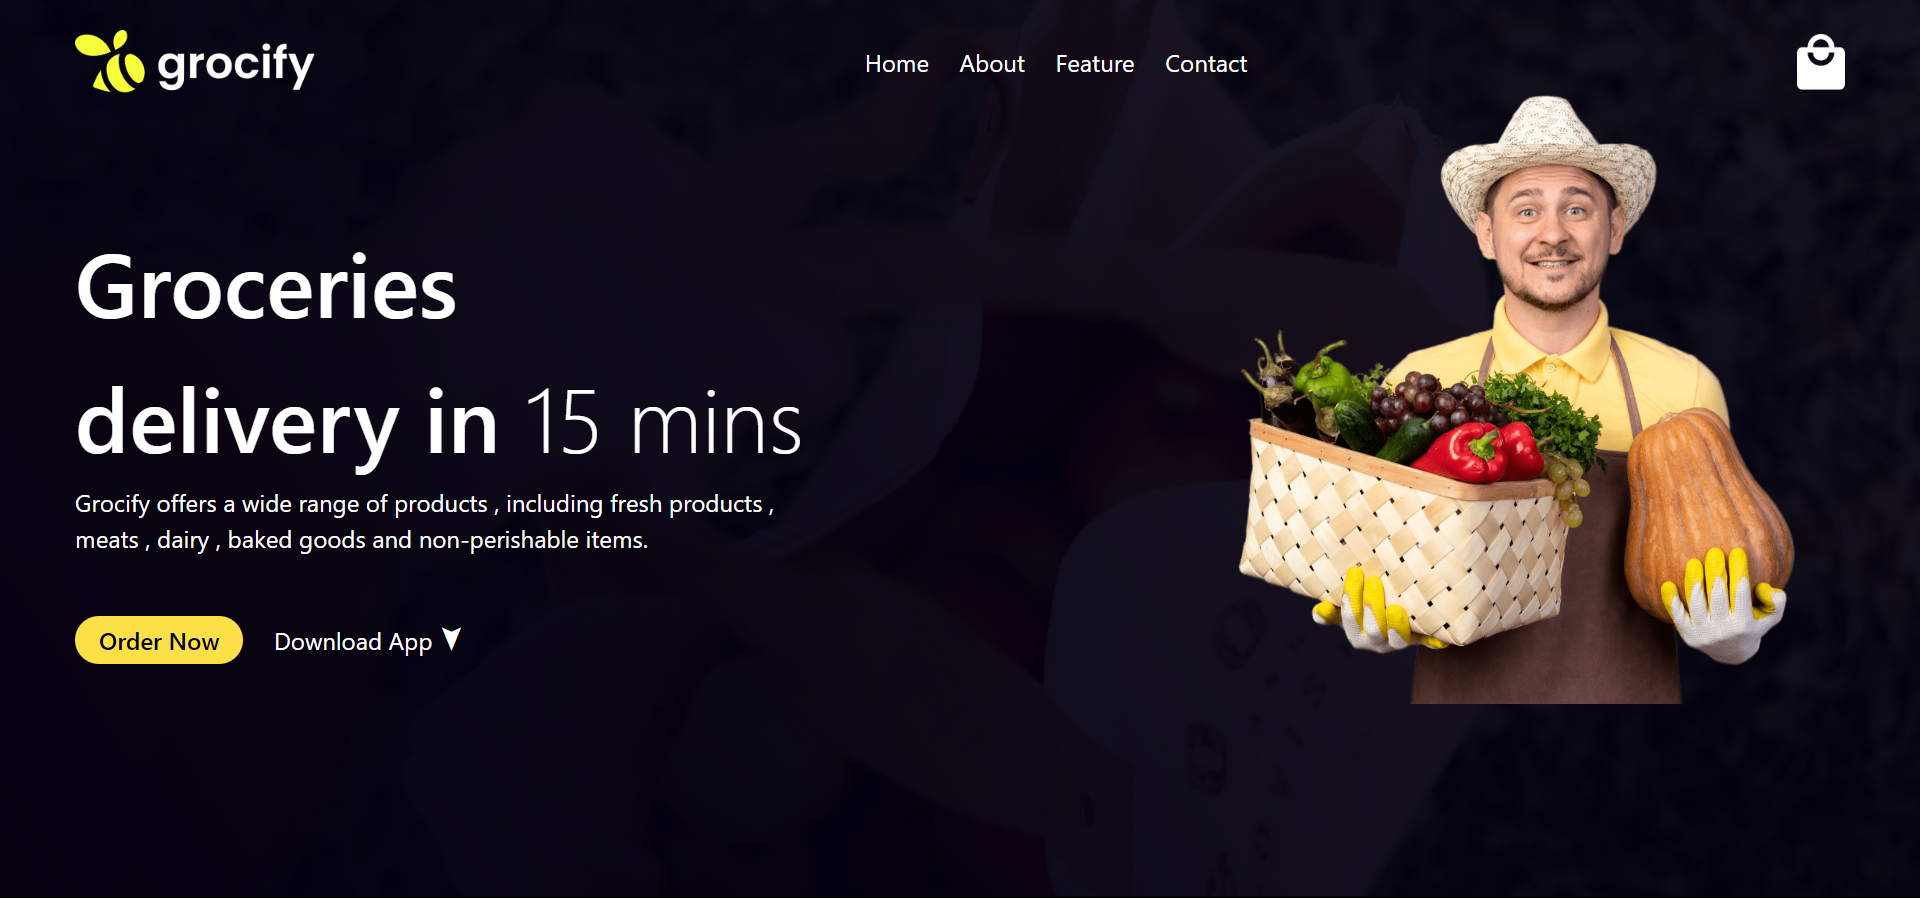 grocify
Home About Feature Contact
Groceries
delivery in 15 mins
Grocify offers a wide range of products , including fresh products ,
meats , dairy , baked goods and non-perishable items.
Order Now Download App